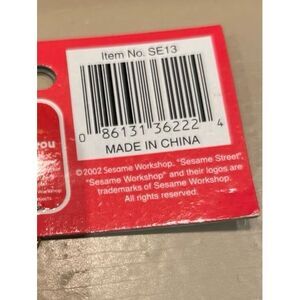 Item No. SE13
0 86131 36222 4
MADE IN CHINA
©2002 Sesame Workshop. "Sesame Street",
"Sesame Workshop" and their logos are
trademarks of Sesame Workshop.
All rights reserved.
you